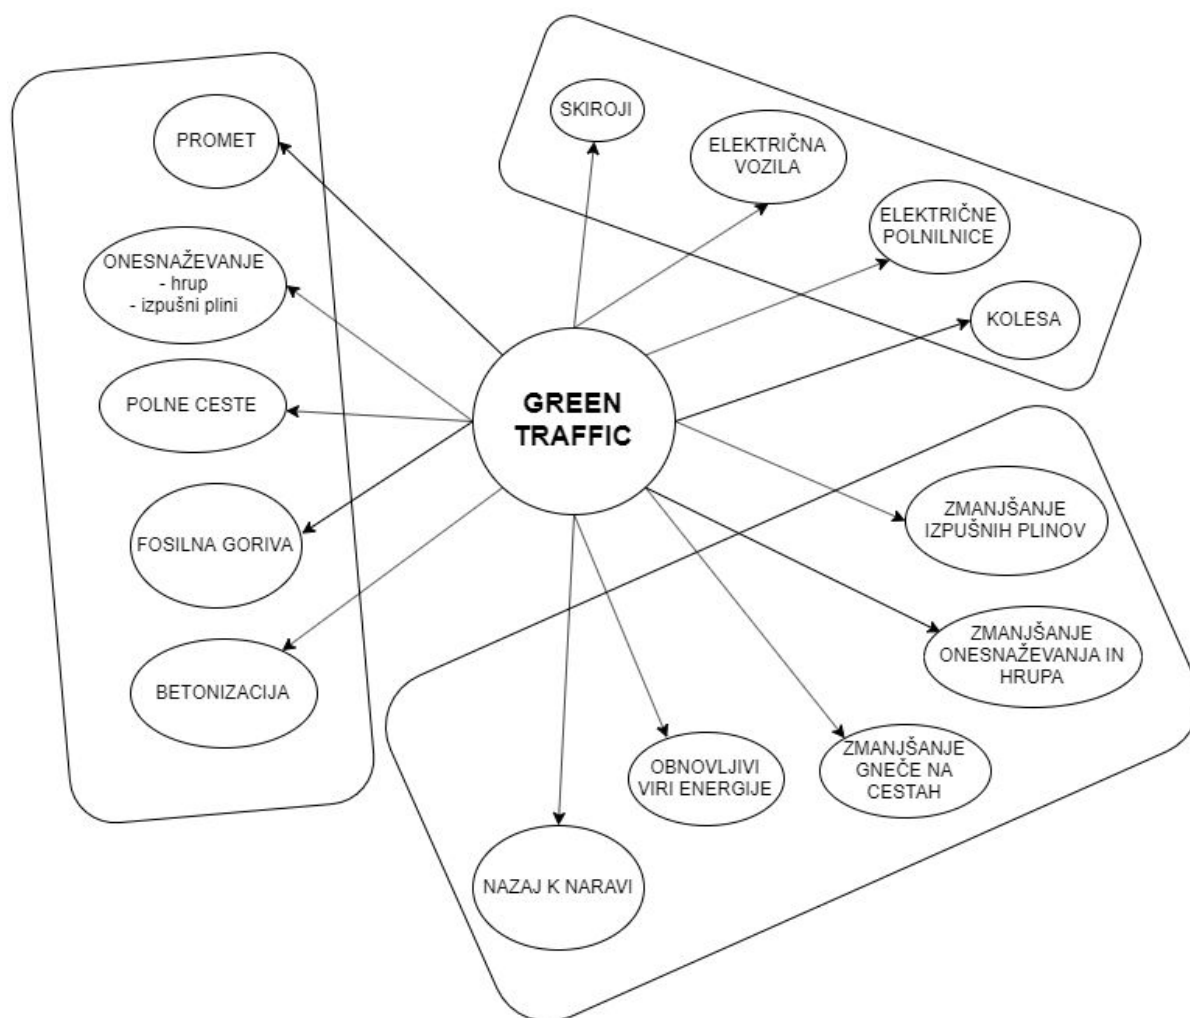 PROMET
ONESNAŽEVANJE
- hrup
- izpušni plini
POLNE CESTE
FOSILNA GORIVA
BETONIZACIJA
SKIROJI
ELEKTRIČNA
VOZILA
ELEKTRIČNE
POLNILNICE
KOLESA
GREEN
TRAFFIC
ZMANJŠANJE
IZPUŠNIH PLINOV
ZMANJŠANJE
ONESNAŽEVANJA IN
HRUPA
ZMANJŠANJE
GNEČE NA
CESTAH
OBNOVLJIVI
VIRI ENERGIJE
NAZAJ K NARAVI